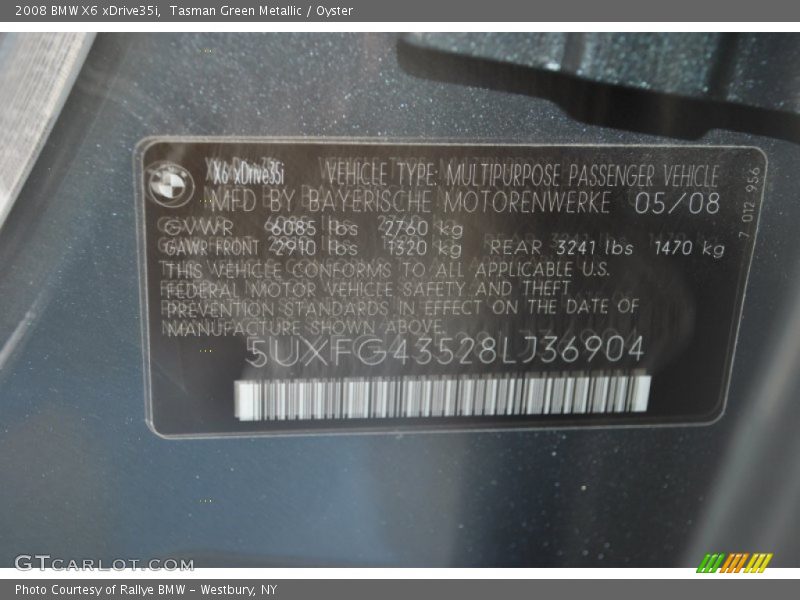 2008 BMW X6 xDrive35i, Tasman Green Metallic / Oyster
X6 xDrive35i VEHICLE TYPE: MULTIPURPOSE PASSENGER VEHICLE
MFD BY BAYERISCHE MOTORENWERKE 05/08
GVWR 6085 lbs 2760 kg
GAWR FRONT 2910 lbs 1320 kg REAR 3241 lbs 1470 kg
THIS VEHICLE CONFORMS TO ALL APPLICABLE U.S.
FEDERAL MOTOR VEHICLE SAFETY AND THEFT
PREVENTION STANDARDS IN EFFECT ON THE DATE OF
MANUFACTURE SHOWN ABOVE
5UXFG43528LJ36904
7 012 956
GTCARLOT.COM
Photo Courtesy of Rallye BMW - Westbury, NY